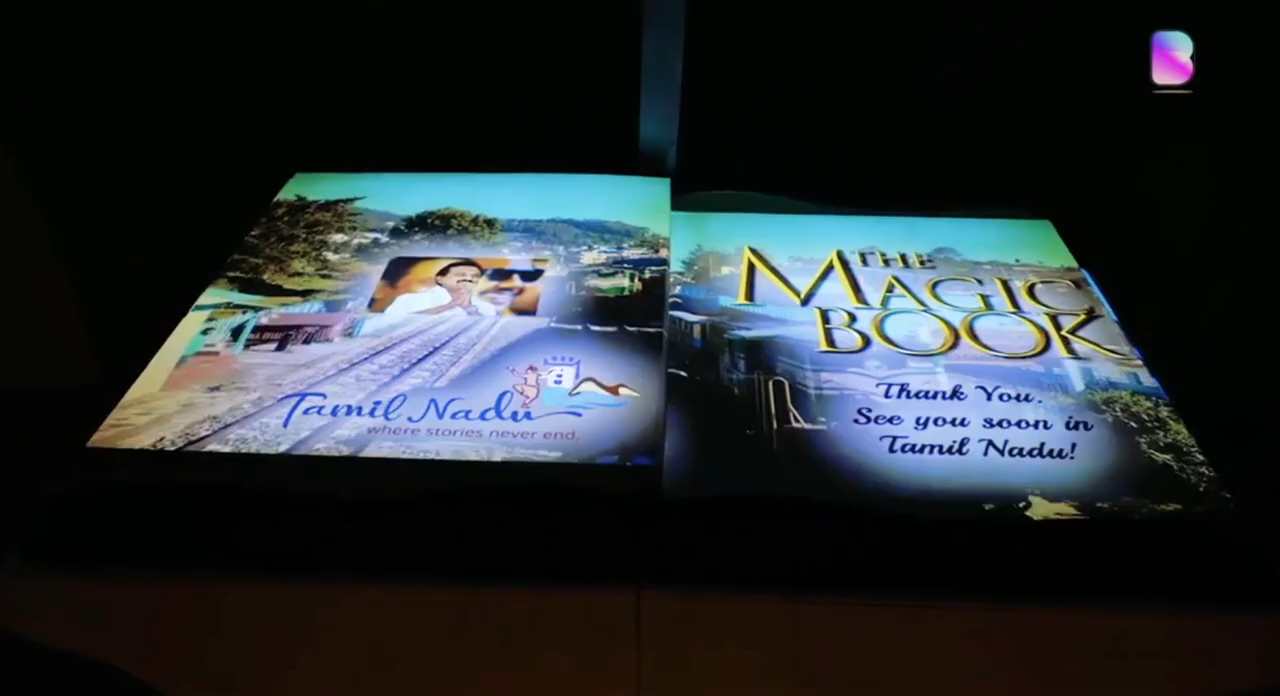 Tamil Nadu
where stories never end.
THE
MAGIC
BOOK
Thank You.
See you soon in
Tamil Nadu!
B